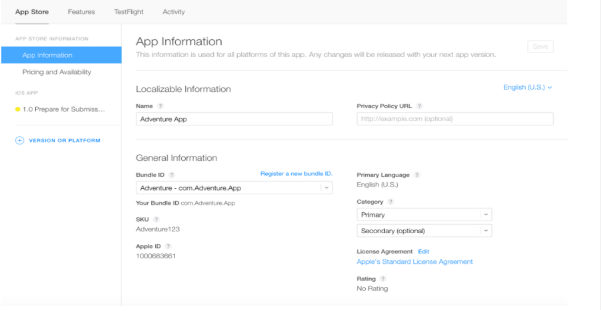 App Store Features TestFlight Activity
APP STORE INFORMATION
App Information
Pricing and Availability
IOS APP
1.0 Prepare for Submiss...
VERSION OR PLATFORM
App Information
Save
This information is used for all platforms of this app. Any changes will be released with your next app version.
Localizable Information
English (U.S.)
Name ?
Adventure App
Privacy Policy URL ?
http://example.com (optional)
General Information
Bundle ID ?
Register a new bundle ID.
Adventure - com.Adventure.App
Your Bundle ID com.Adventure.App
SKU ?
Adventure123
Apple ID ?
1000683661
Primary Language ?
English (U.S.)
Category ?
Primary
Secondary (optional)
License Agreement Edit
Apple's Standard License Agreement
Rating ?
No Rating